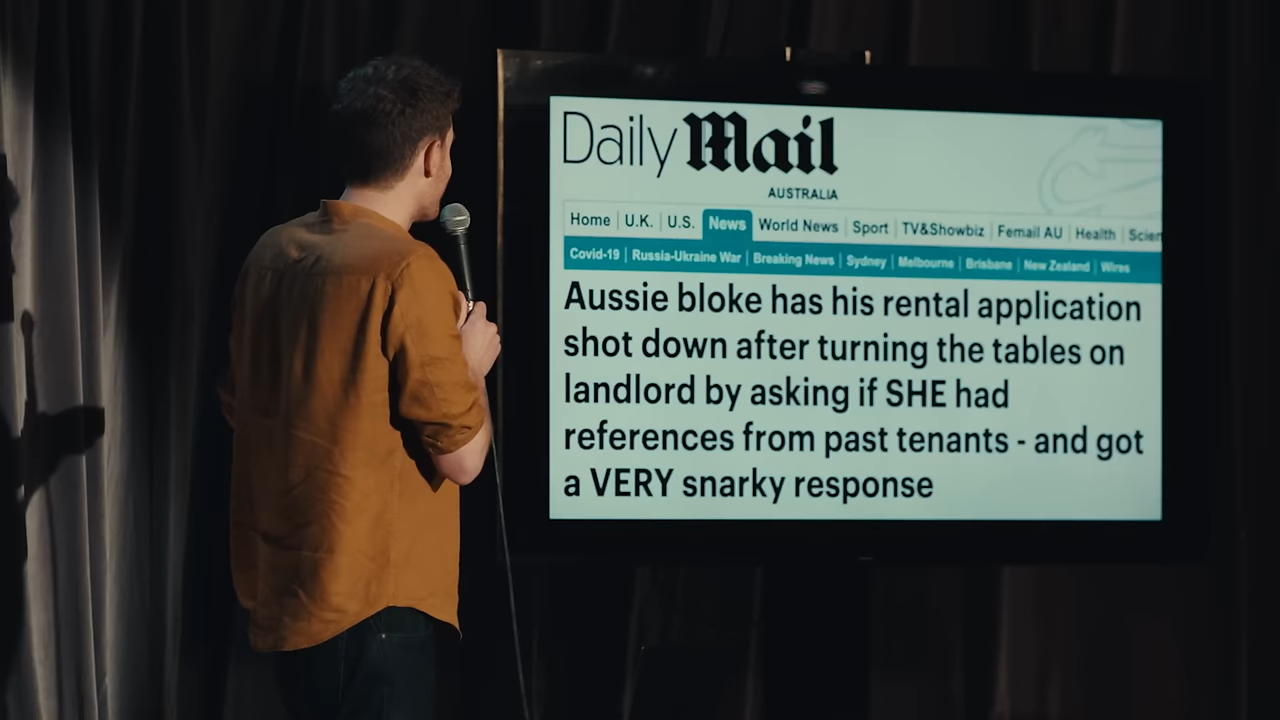 Daily Mail
AUSTRALIA
Home U.K. U.S. News World News Sport TV&Showbiz Femail AU Health
Covid-19 Russia-Ukraine War Breaking News Sydney Melbourne Brisbane New Zealand Wires
Aussie bloke has his rental application
shot down after turning the tables on
landlord by asking if SHE had
references from past tenants - and got
a VERY snarky response